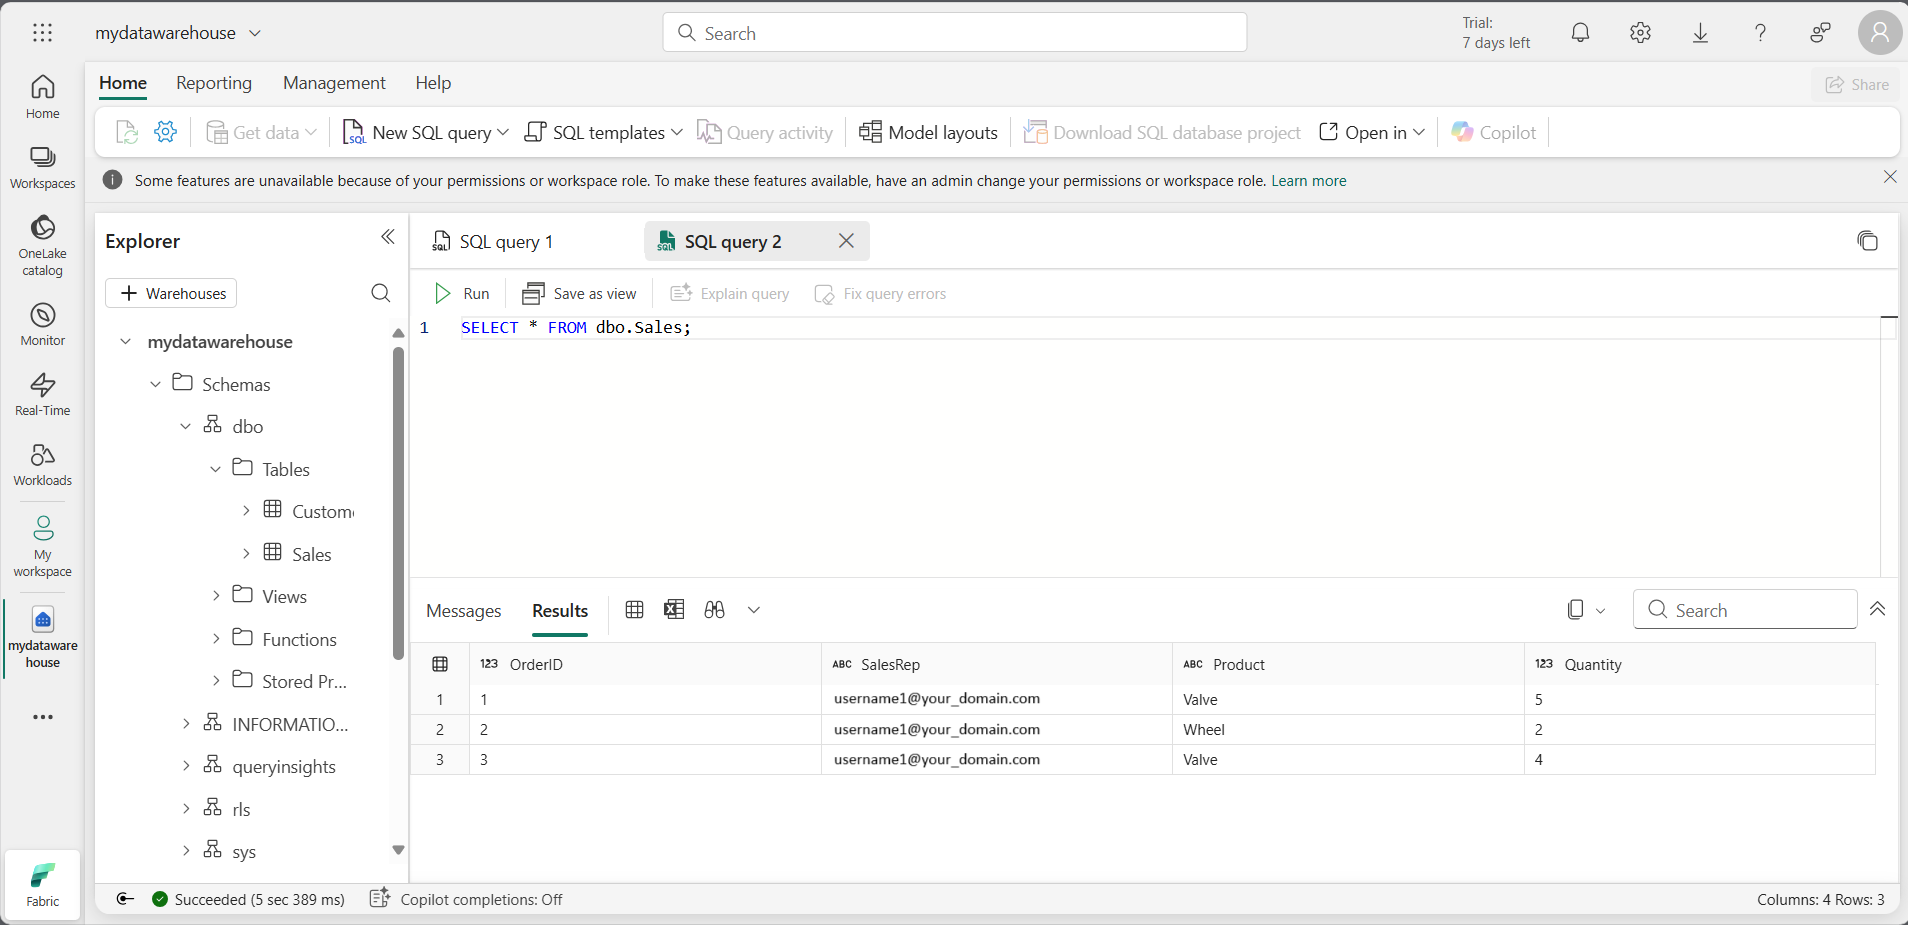 mydatawarehouse
Search
Trial:
7 days left
Home
Reporting
Management
Help
Share
Get data
New SQL query
SQL templates
Query activity
Model layouts
Download SQL database project
Open in
Copilot
Some features are unavailable because of your permissions or workspace role. To make these features available, have an admin change your permissions or workspace role. Learn more
Home
Workspaces
OneLake
catalog
Monitor
Real-Time
Workloads
My
workspace
mydataware
house
Fabric
Explorer
Warehouses
mydatawarehouse
Schemas
dbo
Tables
Custome
Sales
Views
Functions
Stored Pr...
INFORMATIO...
queryinsights
rls
sys
SQL query 1
SQL query 2
Run
Save as view
Explain query
Fix query errors
1 SELECT * FROM dbo.Sales;
Messages
Results
Search
123 OrderID ABC SalesRep ABC Product 123 Quantity
1 1 username1@your_domain.com Valve 5
2 2 username1@your_domain.com Wheel 2
3 3 username1@your_domain.com Valve 4
Succeeded (5 sec 389 ms)
Copilot completions: Off
Columns: 4 Rows: 3